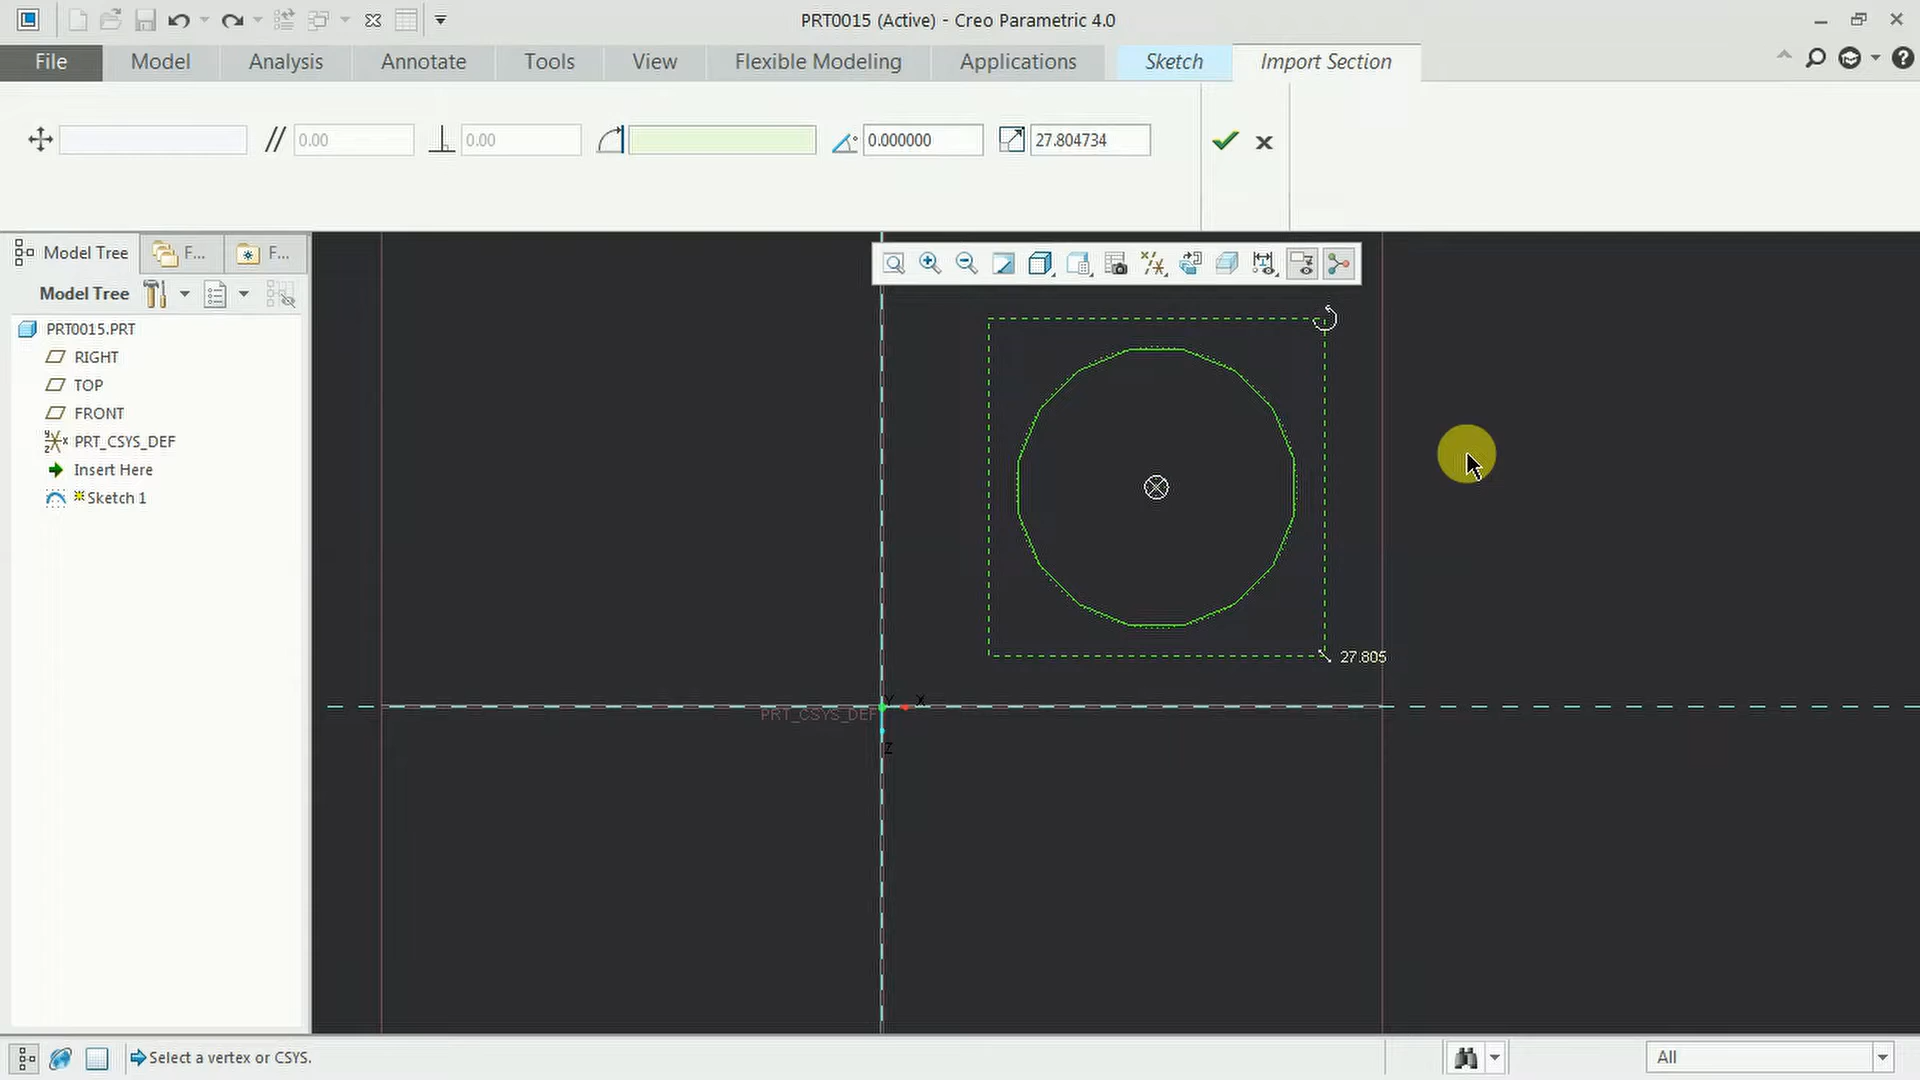 PRT0015 (Active) - Creo Parametric 4.0
File Model Analysis Annotate Tools View Flexible Modeling Applications Sketch Import Section
0.00 0.00 0.000000 27.804734
Model Tree F... F...
Model Tree
PRT0015.PRT
RIGHT
TOP
FRONT
PRT_CSYS_DEF
Insert Here
Sketch 1
27.805
Y X
PRT_CSYS_DEF
Z
Select a vertex or CSYS.
All